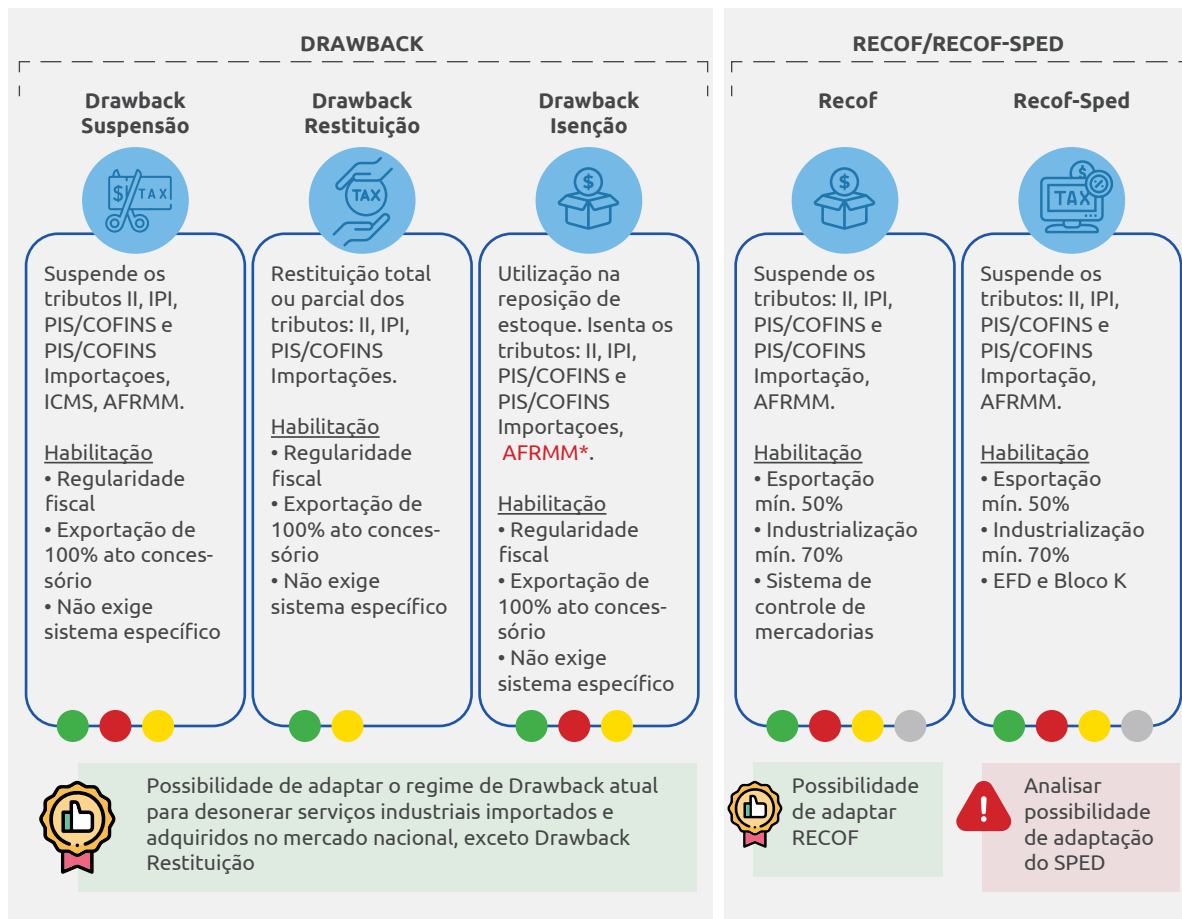 DRAWBACK
Drawback
Suspensão
$ TAX
Suspende os
tributos II, IPI,
PIS/COFINS e
PIS/COFINS
Importaçoes,
ICMS, AFRMM.
Habilitação
• Regularidade
fiscal
• Exportação de
100% ato conces-
sório
• Não exige
sistema específico
Drawback
Restituição
TAX
Restituição total
ou parcial dos
tributos: II, IPI,
PIS/COFINS
Importações.
Habilitação
• Regularidade
fiscal
• Exportação de
100% ato conces-
sório
• Não exige
sistema específico
Drawback
Isenção
$
Utilização na
reposição de
estoque. Isenta os
tributos: II, IPI,
PIS/COFINS e
PIS/COFINS
Importaçoes,
AFRMM*.
Habilitação
• Regularidade
fiscal
• Exportação de
100% ato conces-
sório
• Não exige
sistema específico
Possibilidade de adaptar o regime de Drawback atual
para desonerar serviços industriais importados e
adquiridos no mercado nacional, exceto Drawback
Restituição
RECOF/RECOF-SPED
Recof
$
Suspende os
tributos: II, IPI,
PIS/COFINS e
PIS/COFINS
Importação,
AFRMM.
Habilitação
• Esportação
mín. 50%
• Industrialização
mín. 70%
• Sistema de
controle de
mercadorias
Possibilidade
de adaptar
RECOF
Recof-Sped
$ %
TAX
Suspende os
tributos: II, IPI,
PIS/COFINS e
PIS/COFINS
Importação,
AFRMM.
Habilitação
• Esportação
mín. 50%
• Industrialização
mín. 70%
• EFD e Bloco K
!
Analisar
possibilidade
de adaptação
do SPED